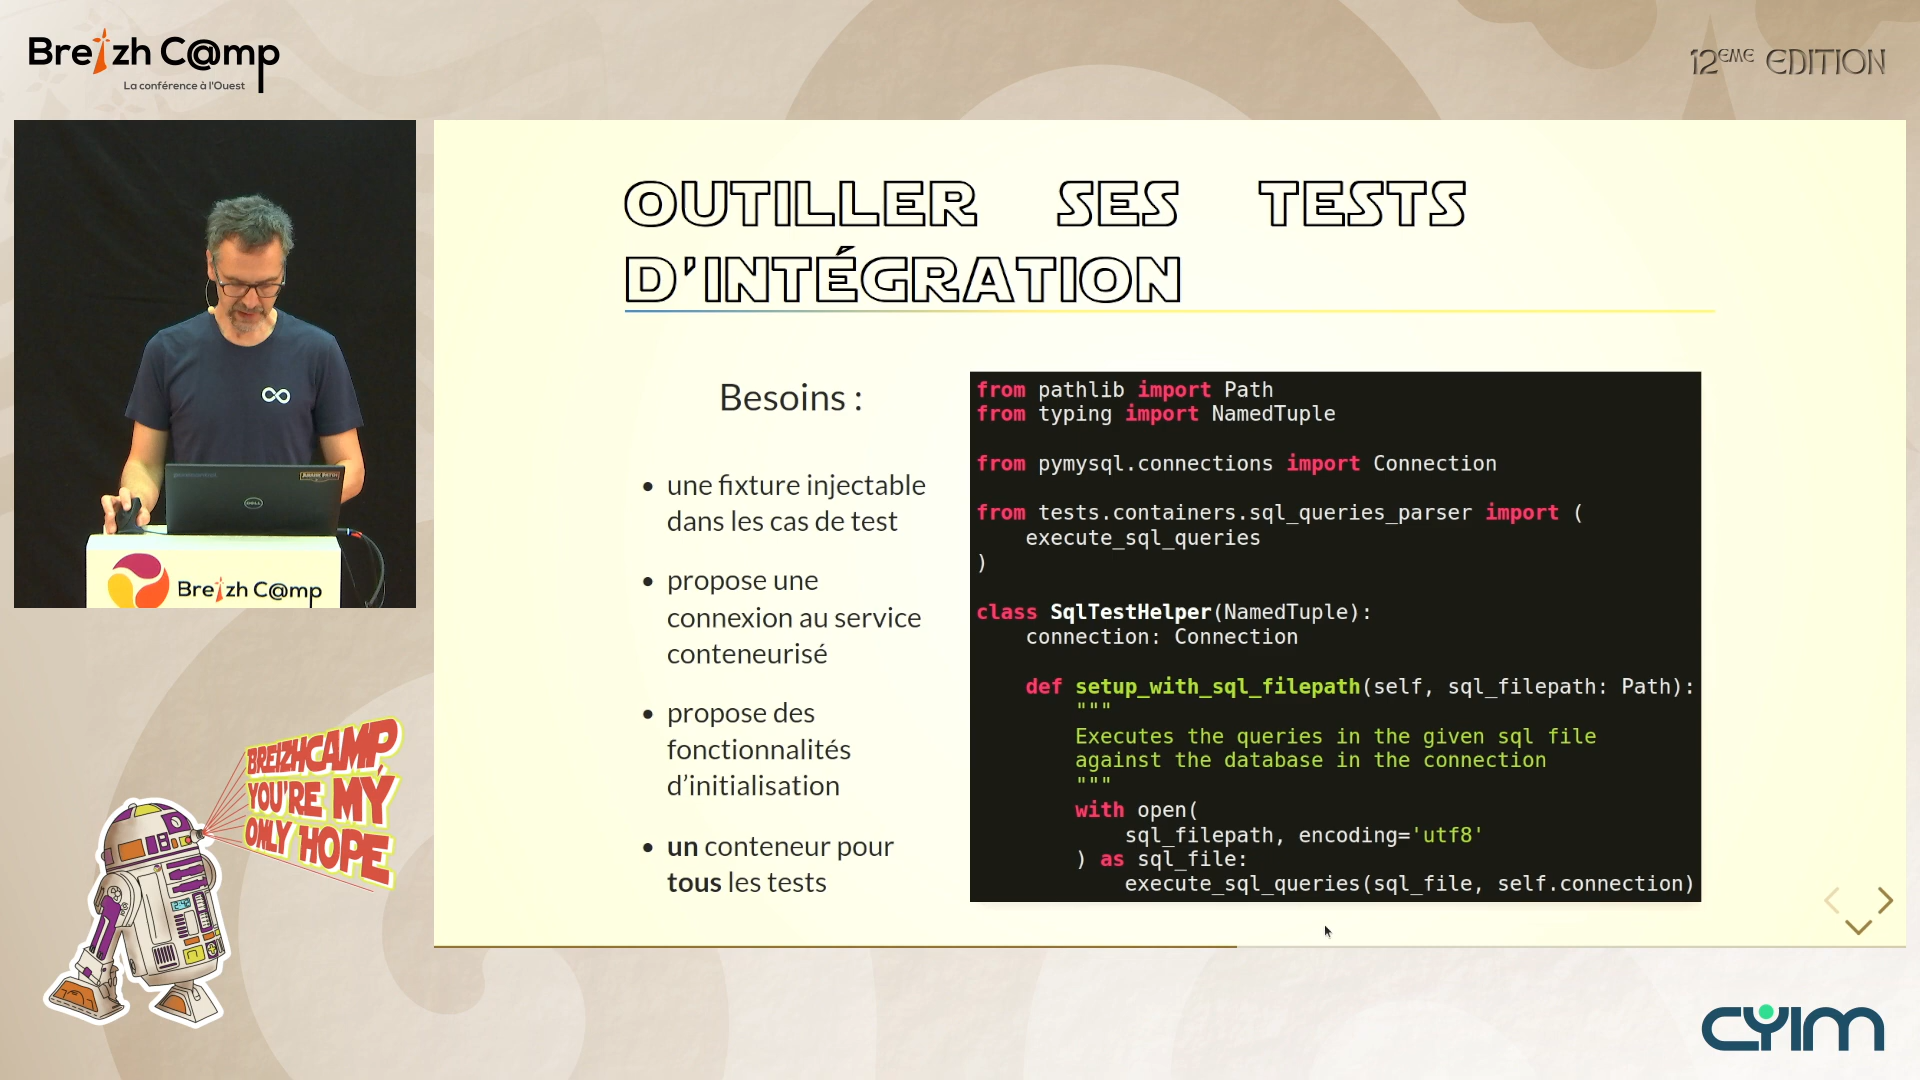 Breizh C@mp
La conférence à l'Ouest
12ÈME EDITION
OUTILLER SES TESTS
D'INTÉGRATION
Besoins :
une fixture injectable
dans les cas de test
propose une
connexion au service
conteneurisé
propose des
fonctionnalités
d’initialisation
un conteneur pour
tous les tests
from pathlib import Path
from typing import NamedTuple
from pymysql.connections import Connection
from tests.containers.sql_queries_parser import (
    execute_sql_queries
)
class SqlTestHelper(NamedTuple):
    connection: Connection
    def setup_with_sql_filepath(self, sql_filepath: Path):
        """
        Executes the queries in the given sql file
        against the database in the connection
        """
        with open(
            sql_filepath, encoding='utf8'
        ) as sql_file:
            execute_sql_queries(sql_file, self.connection)
DELL
Breizh C@mp
BREIZHCAMP,
YOU'RE MY
ONLY HOPE
CYIM